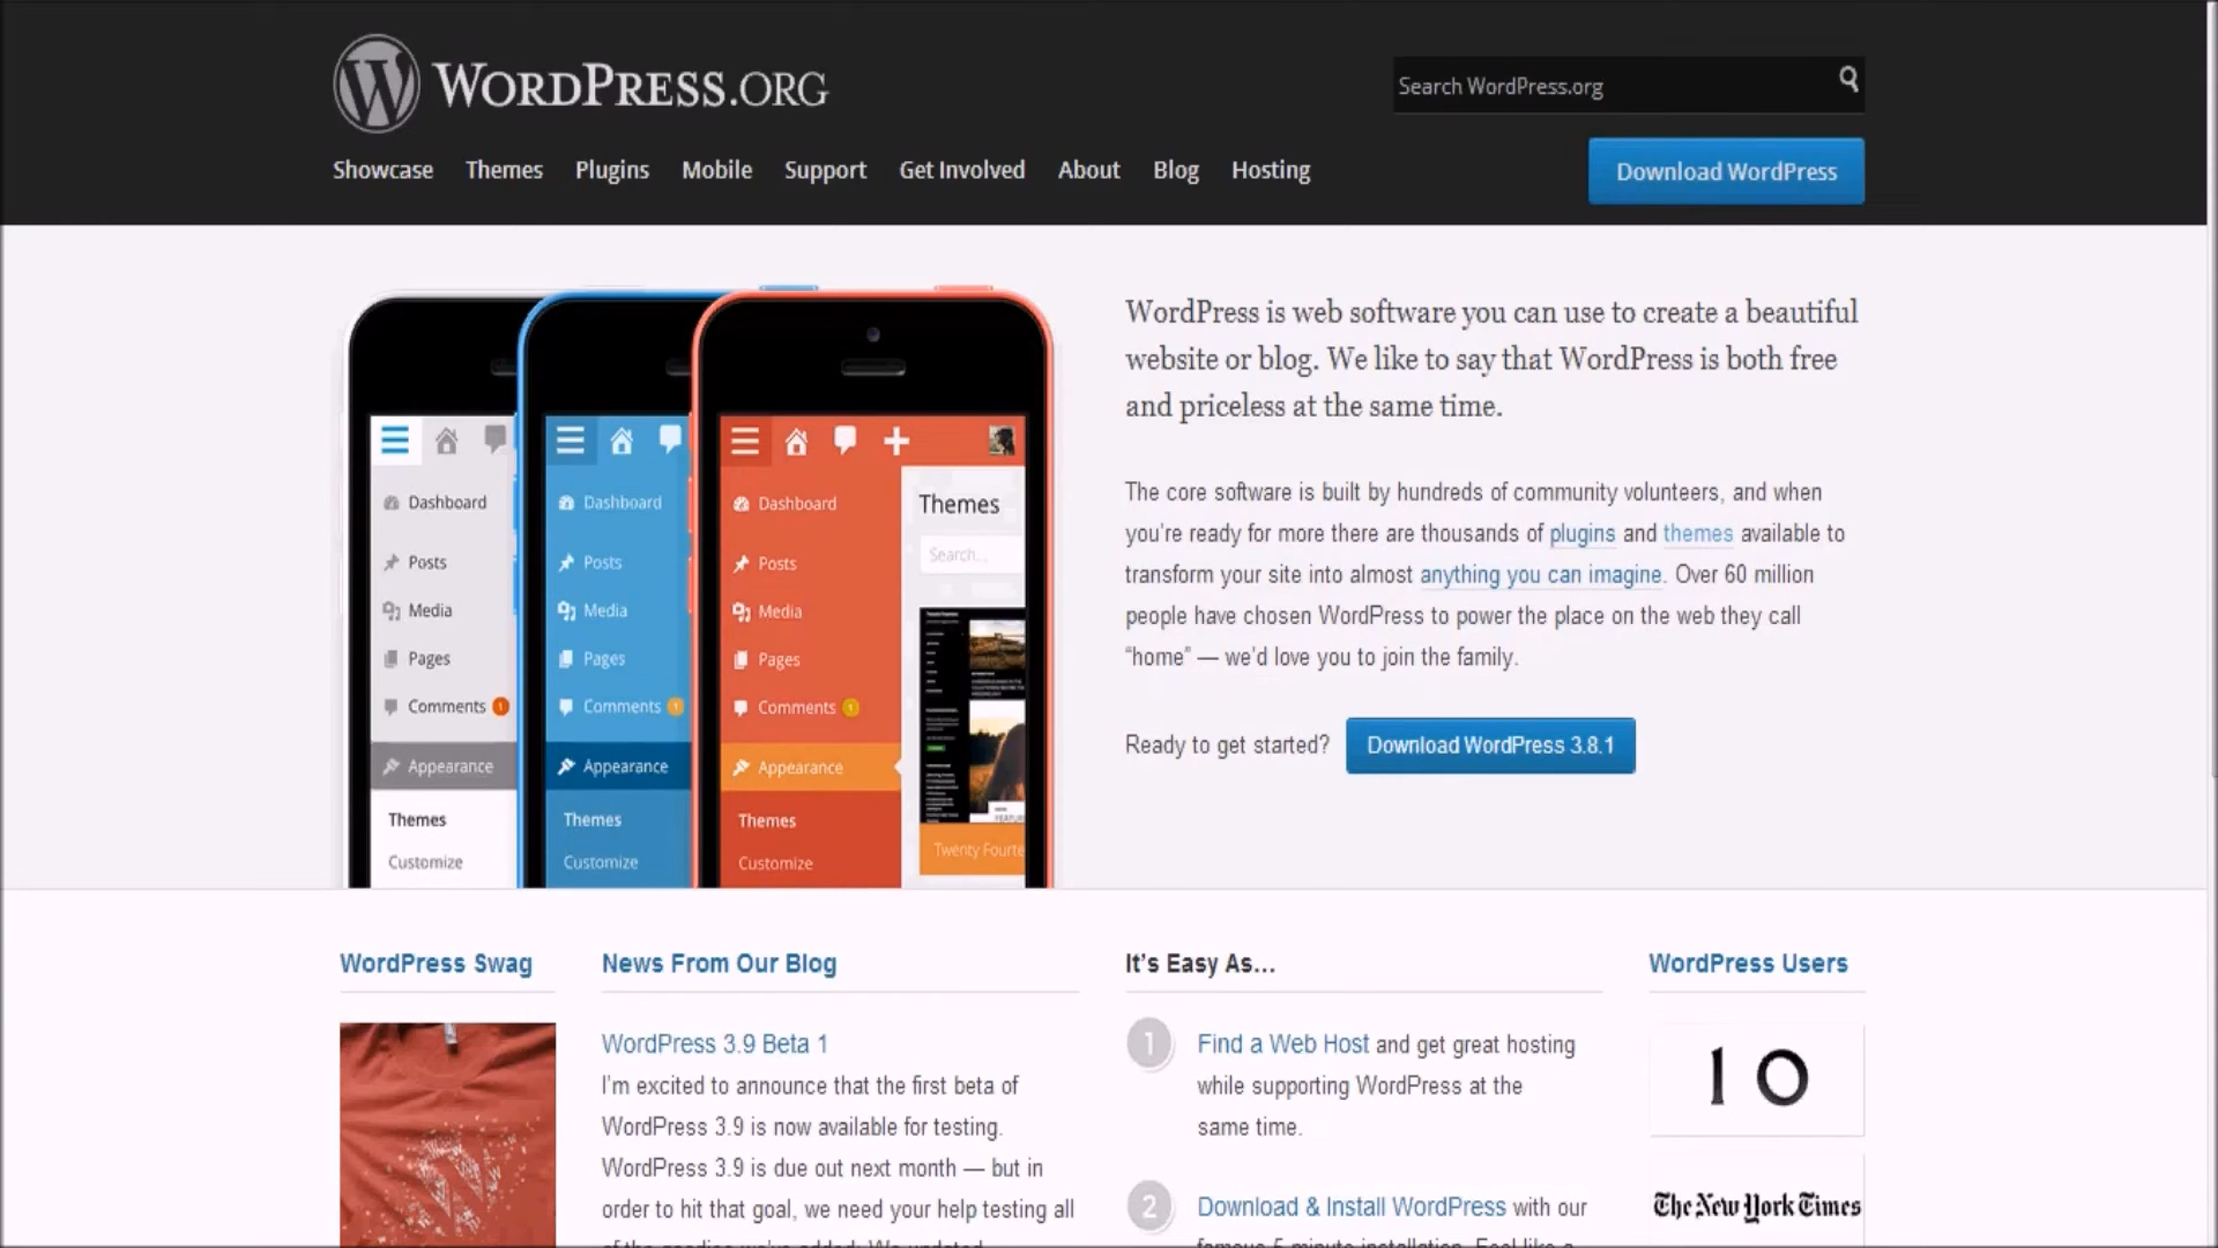 WORDPRESS.ORG
Search WordPress.org
Showcase Themes Plugins Mobile Support Get Involved About Blog Hosting
Download WordPress
Dashboard
Posts
Media
Pages
Comments 1
Appearance
Themes
Customize
Dashboard
Posts
Media
Pages
Comments 1
Appearance
Themes
Customize
Dashboard
Posts
Media
Pages
Comments 1
Appearance
Themes
Customize
Themes
Search...
Twenty Fourte
WordPress is web software you can use to create a beautiful
website or blog. We like to say that WordPress is both free
and priceless at the same time.
The core software is built by hundreds of community volunteers, and when
you're ready for more there are thousands of plugins and themes available to
transform your site into almost anything you can imagine. Over 60 million
people have chosen WordPress to power the place on the web they call
“home” — we'd love you to join the family.
Ready to get started? Download WordPress 3.8.1
WordPress Swag
News From Our Blog
WordPress 3.9 Beta 1
I'm excited to announce that the first beta of
WordPress 3.9 is now available for testing.
WordPress 3.9 is due out next month — but in
order to hit that goal, we need your help testing all
It's Easy As…
1 Find a Web Host and get great hosting
while supporting WordPress at the
same time.
2 Download & Install WordPress with our
famous 5-minute installation. Feel like a
WordPress Users
10
The New York Times